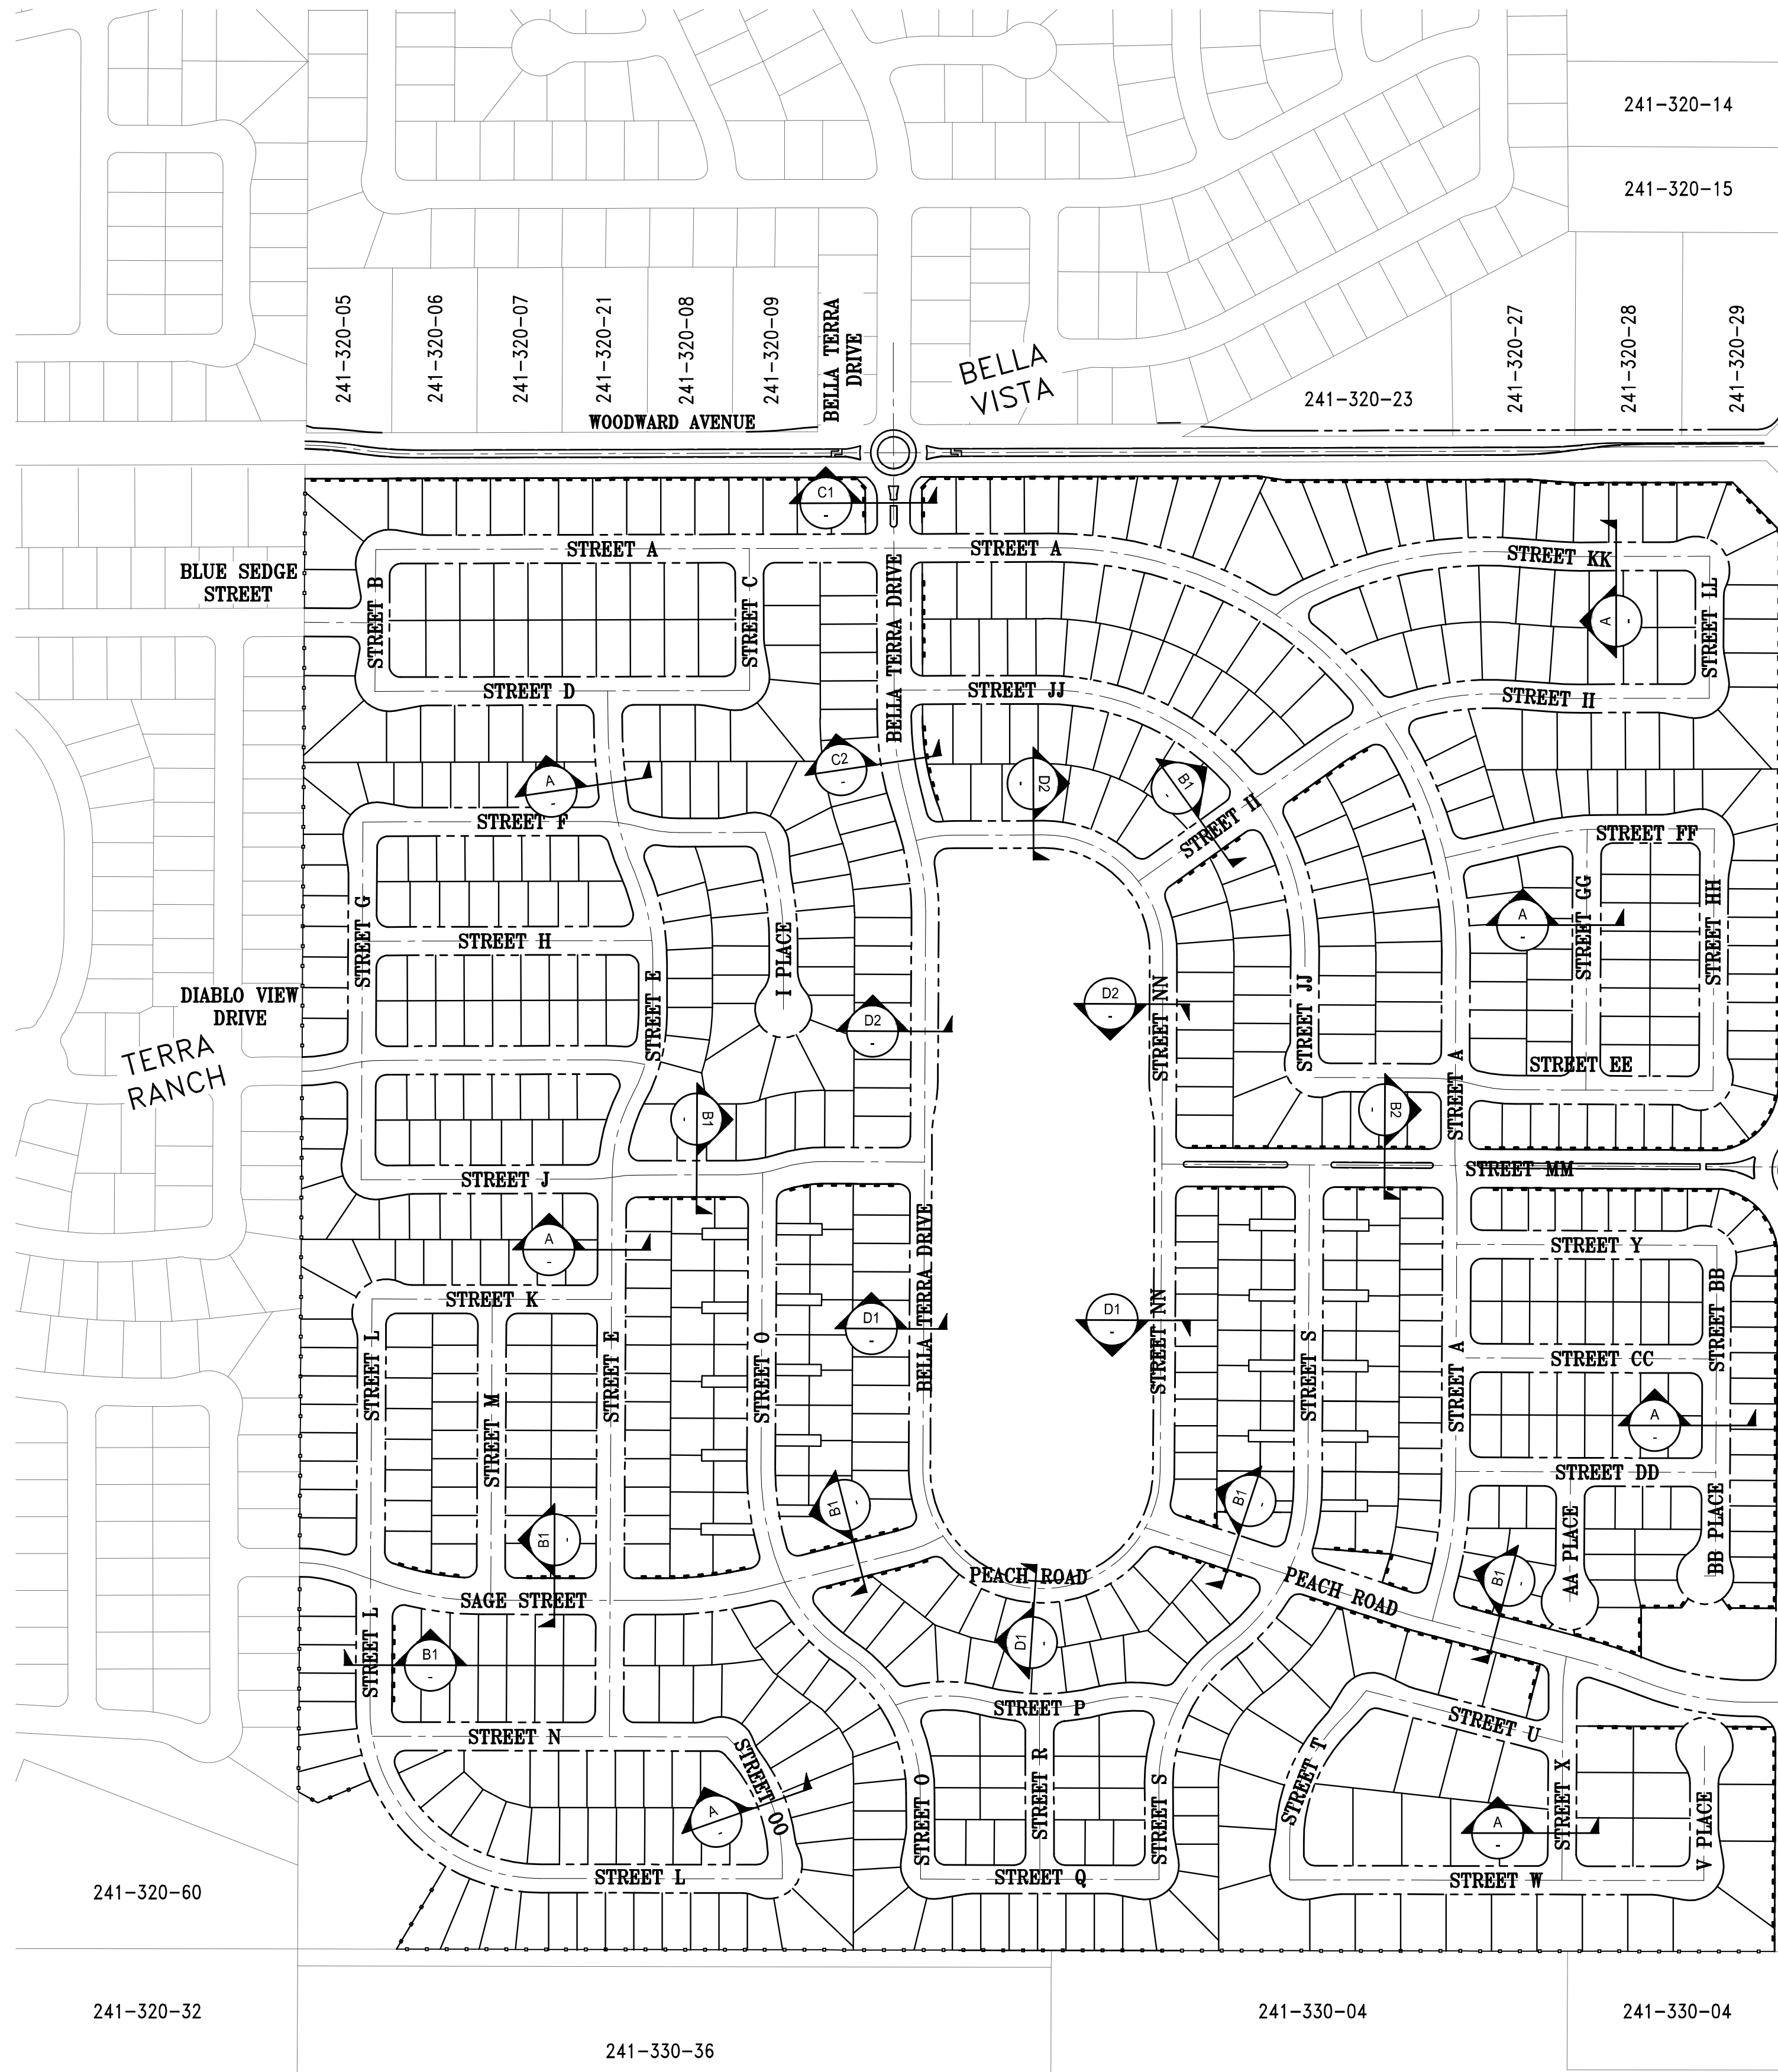 241-320-14
241-320-15
241-320-05
241-320-06
241-320-07
241-320-21
241-320-08
241-320-09
BELLA TERRA
DRIVE
BELLA
VISTA
241-320-23
241-320-27
241-320-28
241-320-29
WOODWARD AVENUE
C1
-
STREET A
STREET A
STREET KK
BLUE SEDGE
STREET
STREET B
STREET C
BELLA TERRA DRIVE
A
-
STREET LL
STREET D
STREET JJ
STREET II
A
-
C2
-
D2
-
B1
-
STREET F
STREET II
STREET FF
STREET G
STREET H
I PLACE
A
-
STREET GG
STREET HH
STREET E
DIABLO VIEW
DRIVE
D2
-
D2
-
STREET NN
STREET JJ
TERRA
RANCH
STREET EE
B1
-
B2
-
STREET A
STREET J
STREET MM
A
-
STREET Y
STREET K
BELLA TERRA DRIVE
STREET L
STREET M
STREET E
STREET O
D1
-
D1
-
STREET NN
STREET S
STREET A
STREET BB
STREET CC
A
-
STREET DD
B1
-
B1
-
B1
-
BB PLACE
AA PLACE
B1
-
PEACH ROAD
PEACH ROAD
SAGE STREET
STREET L
B1
-
D1
-
STREET P
STREET N
STREET U
STREET OO
A
-
STREET O
STREET R
STREET S
STREET T
A
-
STREET X
V PLACE
STREET L
STREET Q
STREET W
241-320-60
241-320-32
241-330-36
241-330-04
241-330-04